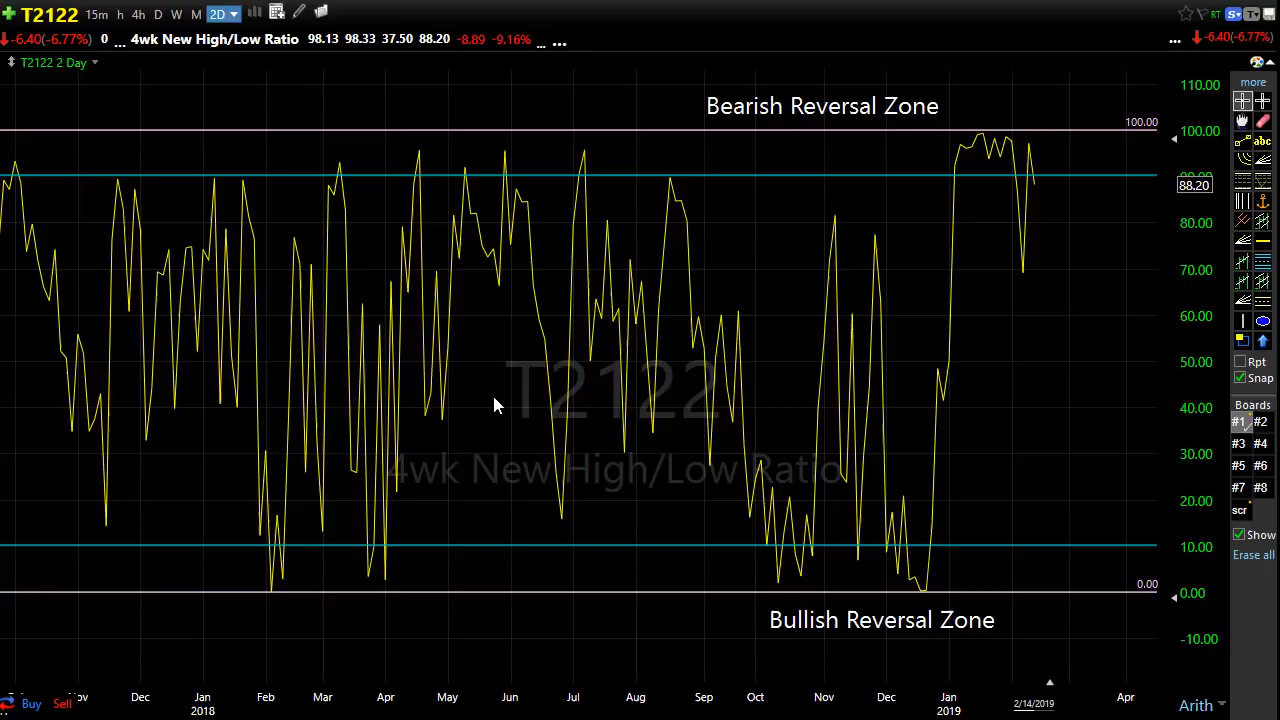 T2122 15m h 4h D W M 2D RT S T
-6.40(-6.77%) 0 ... 4wk New High/Low Ratio 98.13 98.33 37.50 88.20 -8.89 -9.16% ... ... ... -6.40(-6.77%)
T2122 2 Day
more
Bearish Reversal Zone
110.00
100.00
100.00
abc
90.00
88.20
80.00
70.00
60.00
50.00
40.00
30.00
20.00
10.00
0.00
0.00
-10.00
T2122
4wk New High/Low Ratio
Bullish Reversal Zone
Rpt
Snap
Boards
#1 #2
#3 #4
#5 #6
#7 #8
scr
Show
Erase all
Nov Dec Jan Feb Mar Apr May Jun Jul Aug Sep Oct Nov Dec Jan 2/14/2019 Apr
2018 2019
Buy Sell
Arith